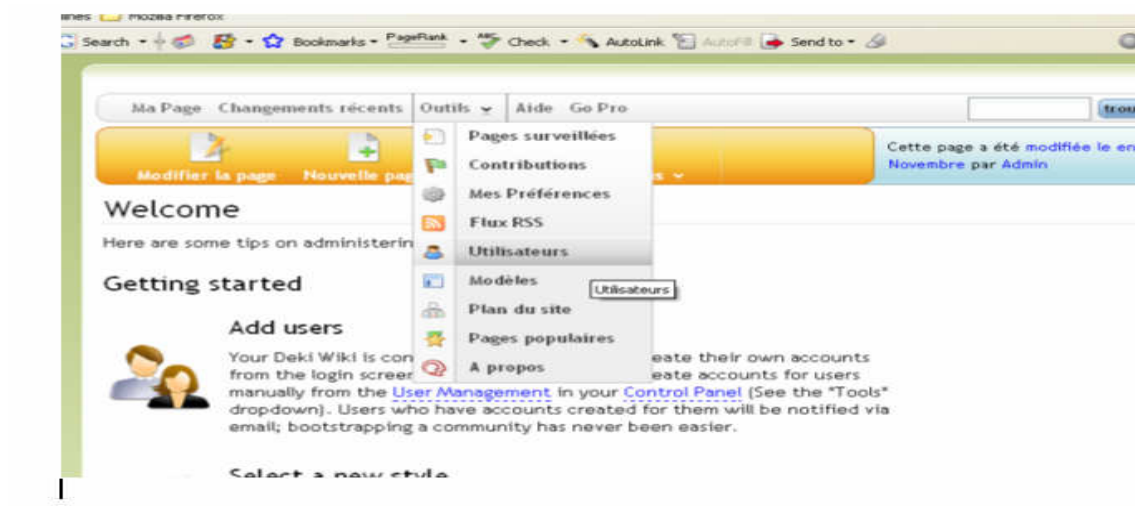 Mozilla Firefox
Search Bookmarks PageRank Check AutoLink AutoFill Send to
Ma Page Changements récents Outils Aide Go Pro
Pages surveillées
Contributions
Mes Préférences
Flux RSS
Utilisateurs
Modèles
Plan du site
Pages populaires
A propos
Utilisateurs
Modifier la page Nouvelle
Cette page a été modifiée le
Novembre par Admin
Welcome
Here are some tips on
Getting started
Add users
Your Deki Wiki is their own accounts
from the login accounts for users
manually from the User Management in your Control Panel (See the "Tools"
dropdown). Users who have accounts created for them will be notified via
email; bootstrapping a community has never been easier.
Select a new style